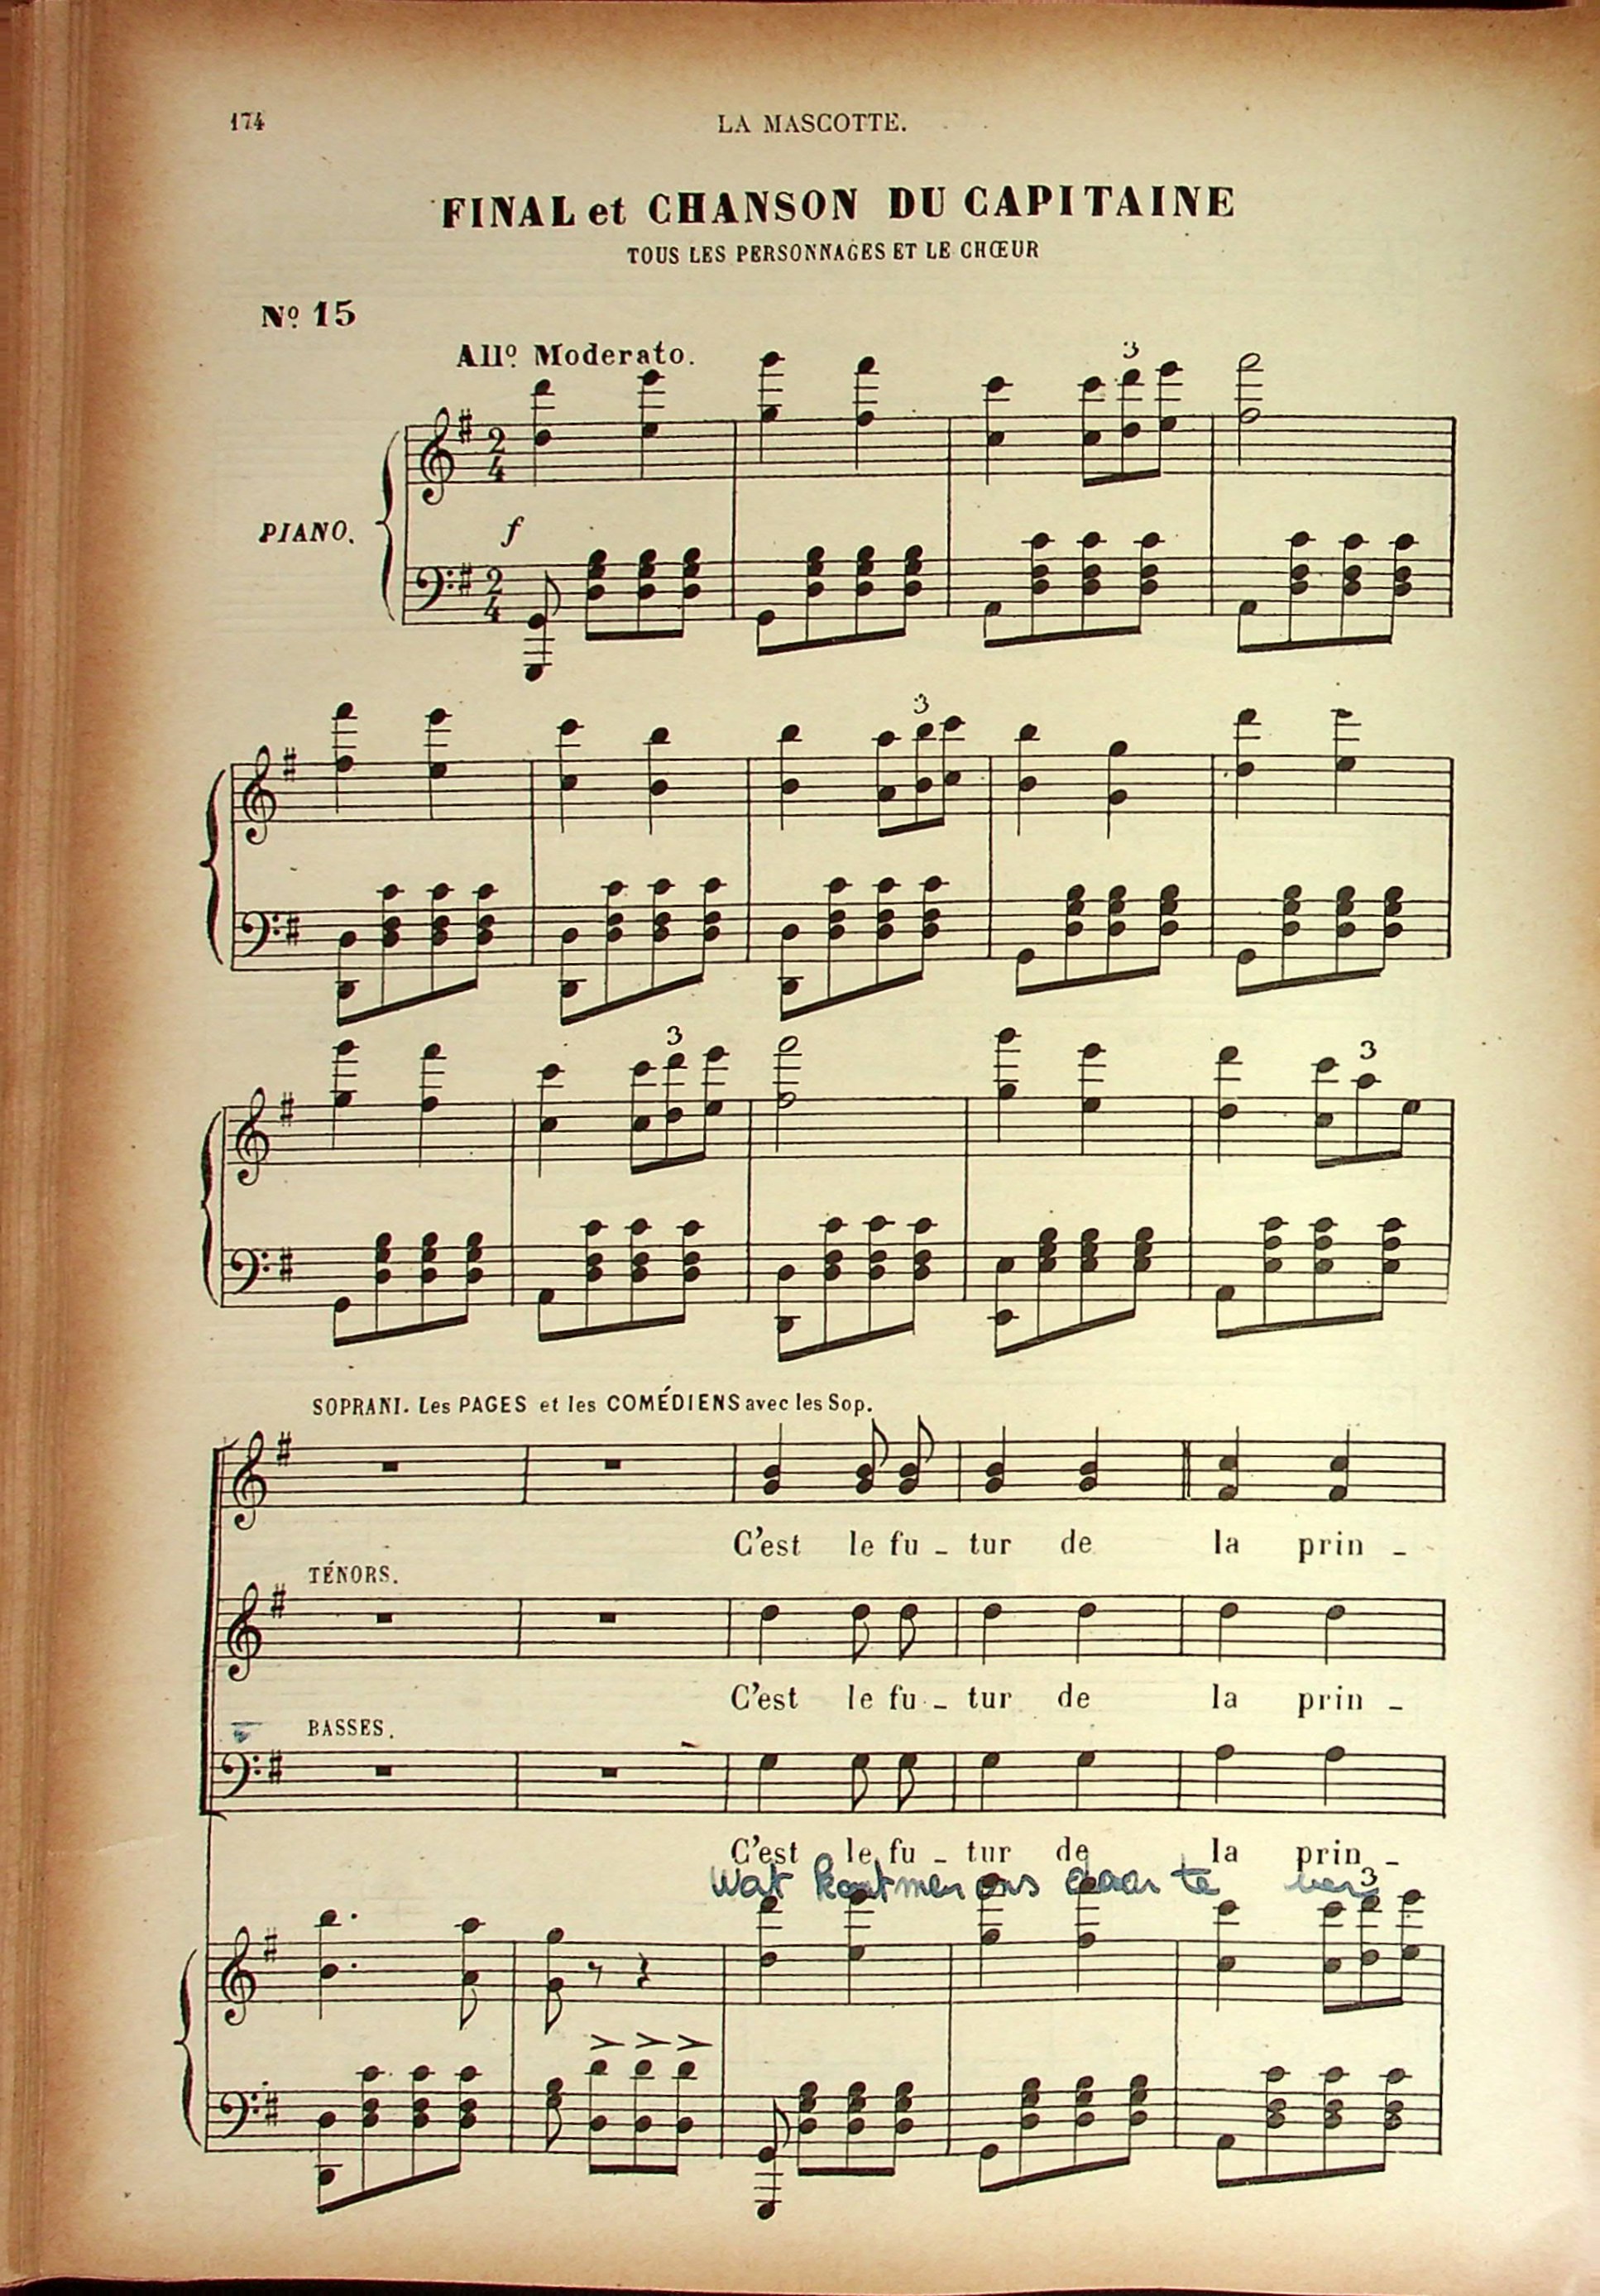 174
LA MASCOTTE.
FINAL et CHANSON DU CAPITAINE
TOUS LES PERSONNAGES ET LE CHŒUR
Nº 15
Allº Moderato.
3
PIANO.
f
3
3
3
SOPRANI. Les PAGES et les COMÉDIENS avec les Sop.
C'est le fu - tur de la prin -
TÉNORS.
C'est le fu - tur de la prin -
BASSES.
C'est le fu - tur de la prin -
Wat ons daar te
3